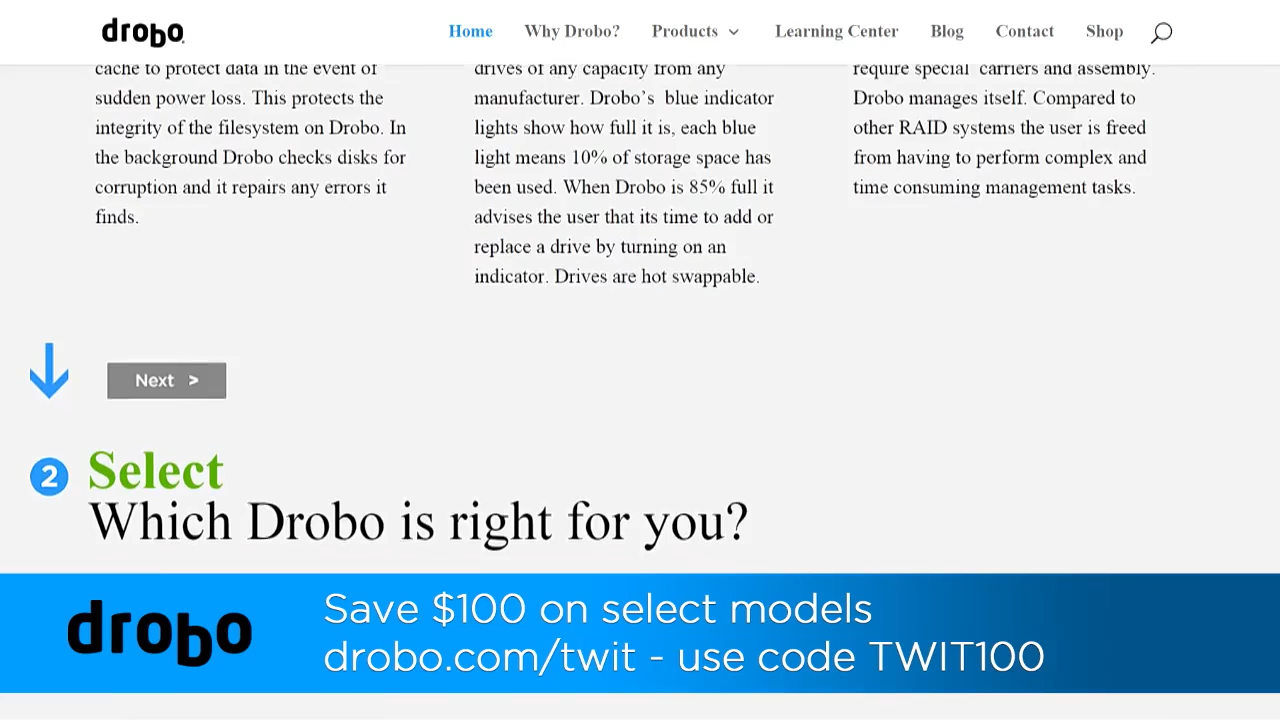 drobo
Home Why Drobo? Products Learning Center Blog Contact Shop
cache to protect data in the event of
sudden power loss. This protects the
integrity of the filesystem on Drobo. In
the background Drobo checks disks for
corruption and it repairs any errors it
finds.
drives of any capacity from any
manufacturer. Drobo’s blue indicator
lights show how full it is, each blue
light means 10% of storage space has
been used. When Drobo is 85% full it
advises the user that its time to add or
replace a drive by turning on an
indicator. Drives are hot swappable.
require special carriers and assembly.
Drobo manages itself. Compared to
other RAID systems the user is freed
from having to perform complex and
time consuming management tasks.
Next >
2 Select
Which Drobo is right for you?
drobo
Save $100 on select models
drobo.com/twit - use code TWIT100